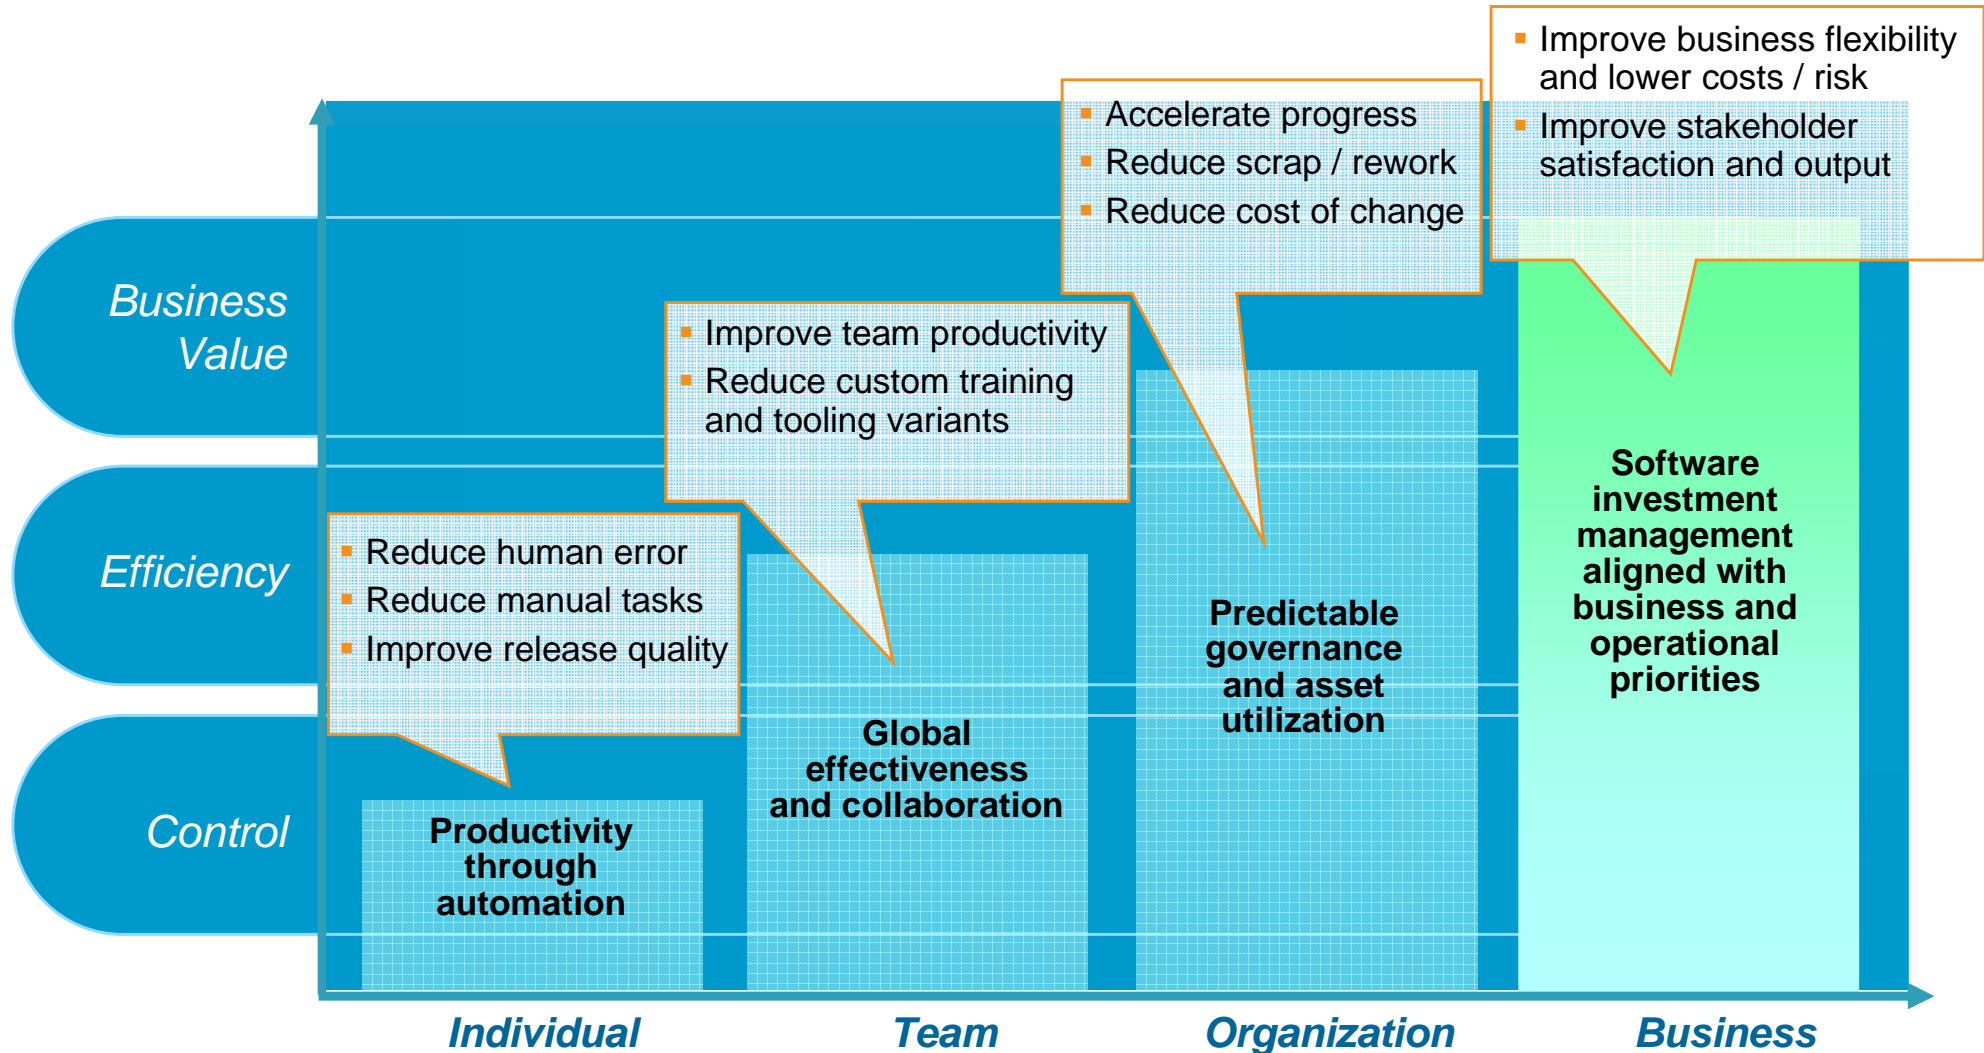 Improve business flexibility
and lower costs / risk
Improve stakeholder
satisfaction and output
Accelerate progress
Reduce scrap / rework
Reduce cost of change
Improve team productivity
Reduce custom training
and tooling variants
Reduce human error
Reduce manual tasks
Improve release quality
Business
Value
Efficiency
Control
Productivity
through
automation
Global
effectiveness
and collaboration
Predictable
governance
and asset
utilization
Software
investment
management
aligned with
business and
operational
priorities
Individual
Team
Organization
Business